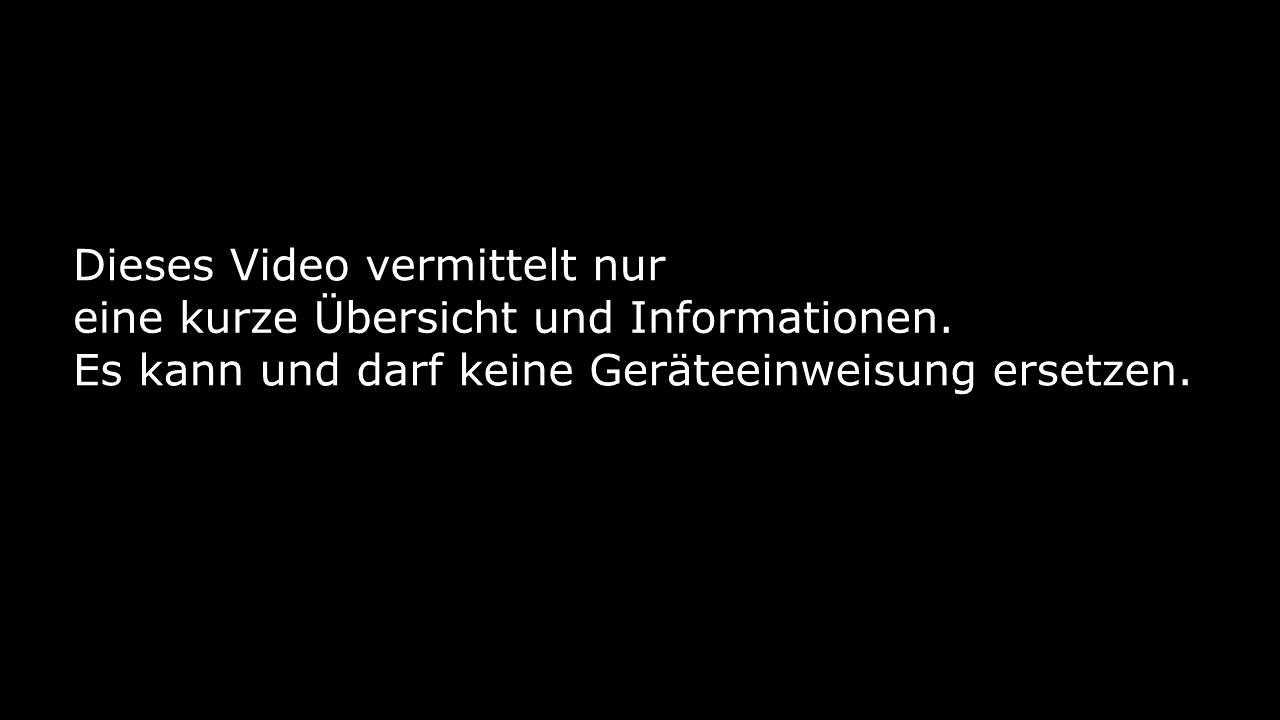 Dieses Video vermittelt nur
eine kurze Übersicht und Informationen.
Es kann und darf keine Geräteeinweisung ersetzen.